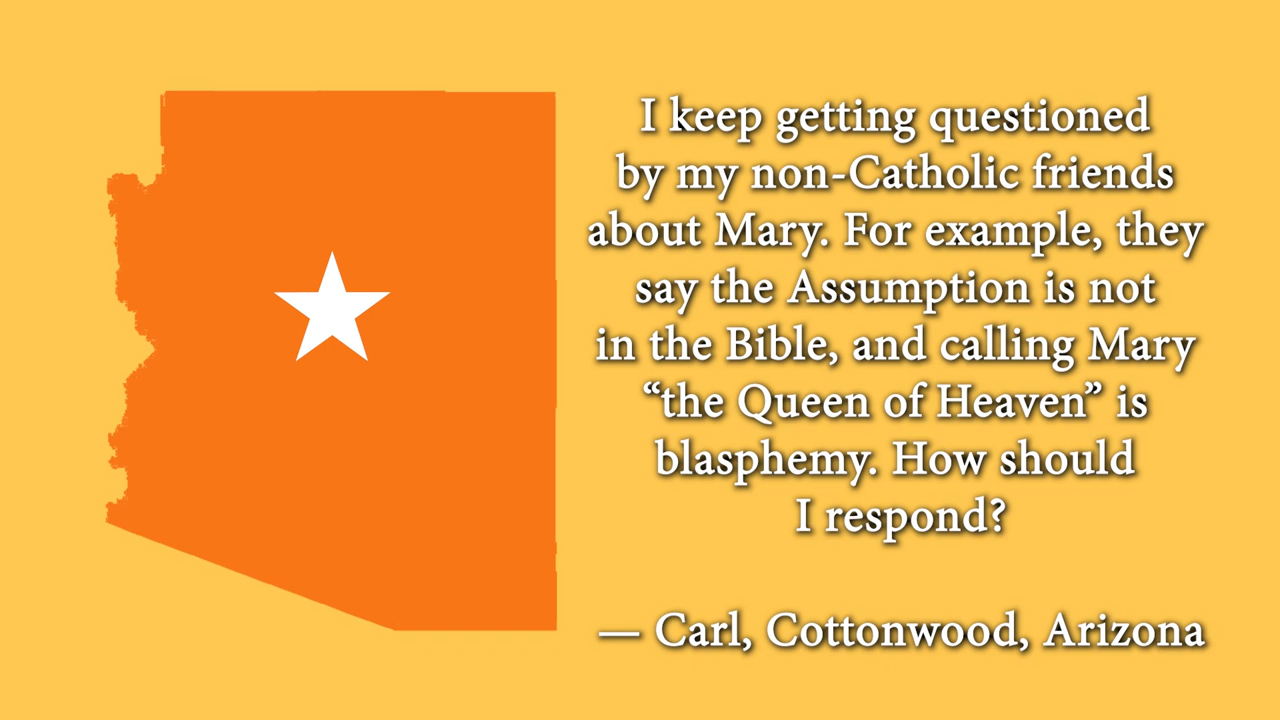 I keep getting questioned
by my non-Catholic friends
about Mary. For example, they
say the Assumption is not
in the Bible, and calling Mary
“the Queen of Heaven” is
blasphemy. How should
I respond?
— Carl, Cottonwood, Arizona